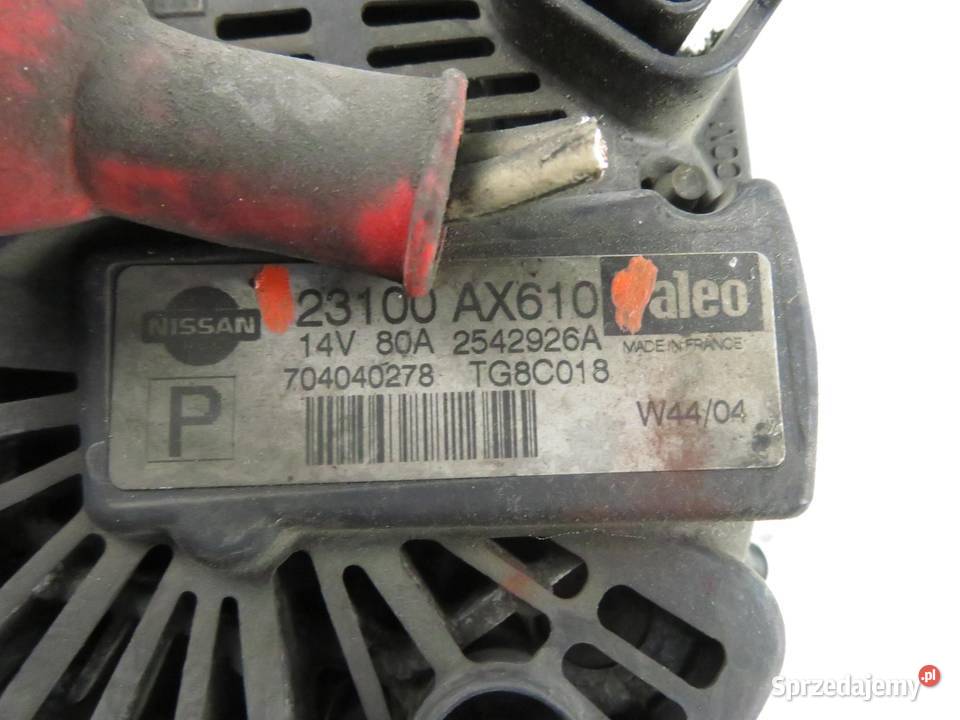 NISSAN 23100 AX610 Valeo
14V 80A 2542926A MADE IN FRANCE
704040278 TG8C018
P W44/04
Sprzedajemy.pl